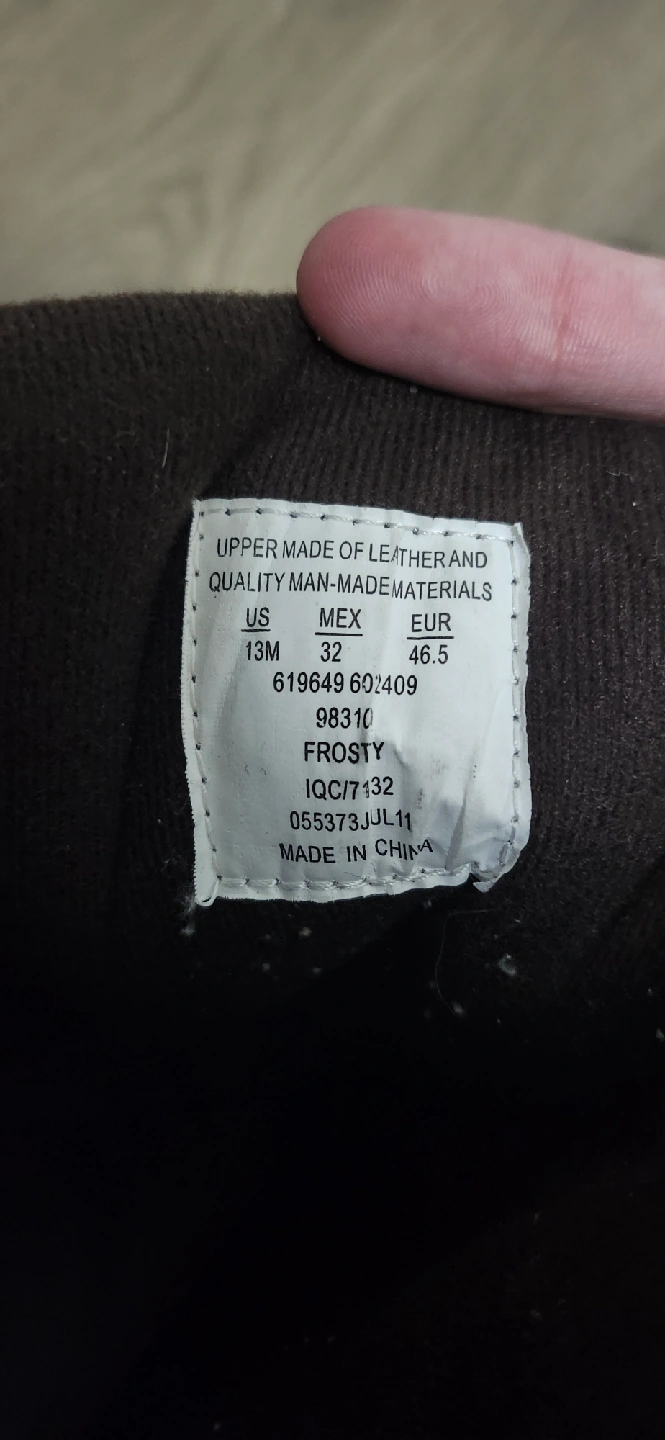 UPPER MADE OF LEATHER AND
QUALITY MAN-MADE MATERIALS
US MEX EUR
13M 32 46.5
619649 602409
98310
FROSTY
IQC/7132
055373JUL11
MADE IN CHINA